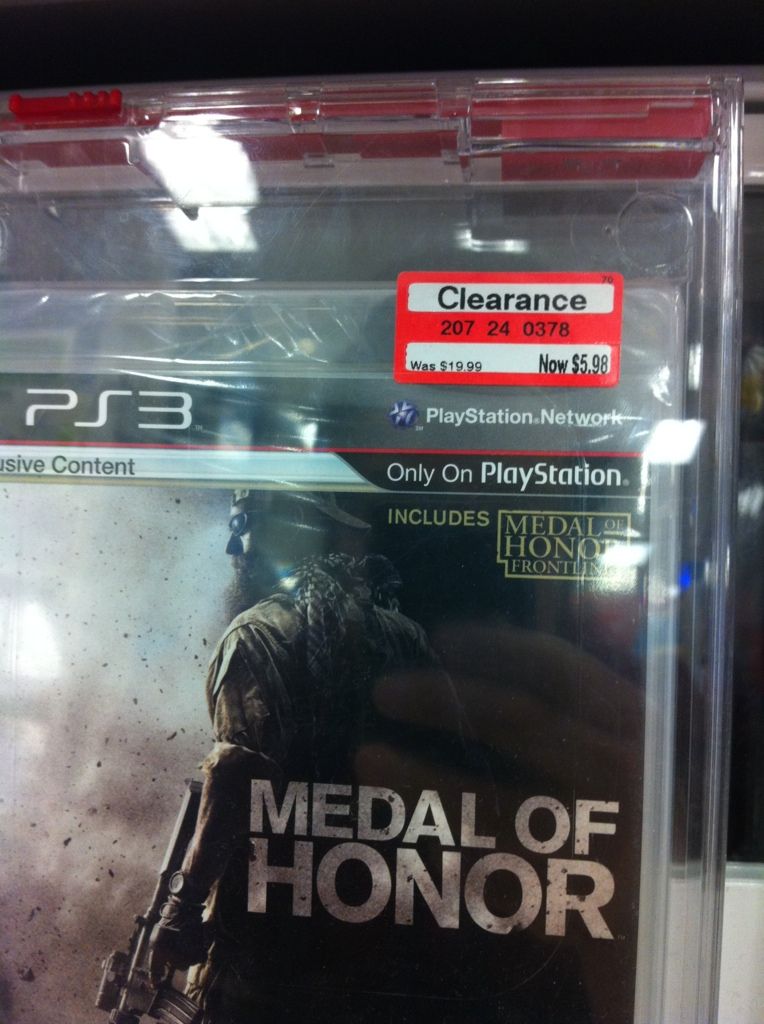 70
Clearance
207 24 0378
Was $19.99 Now $5.98
PS3 PlayStation Network
usive Content
Only On PlayStation
INCLUDES MEDAL OF
HONOR
FRONTLINE
MEDAL OF
HONOR